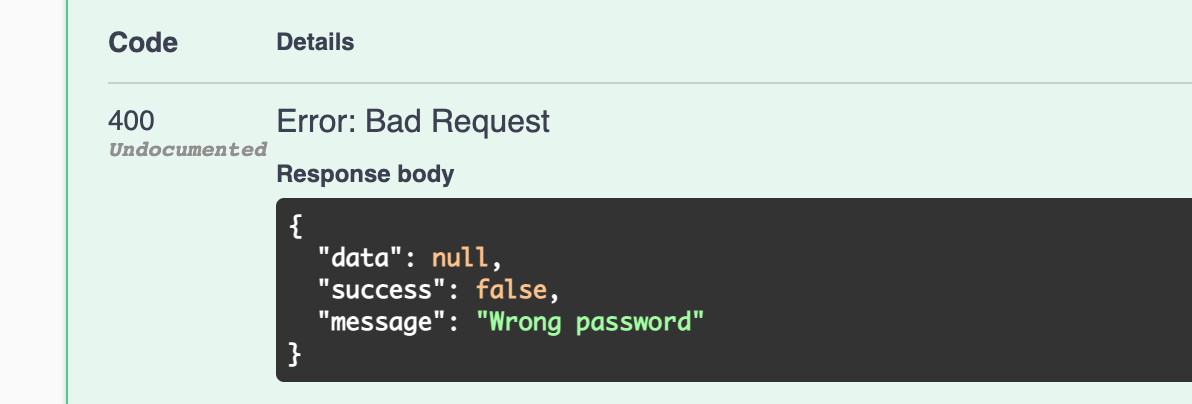 Code Details
400 Error: Bad Request
Undocumented
Response body
{
  "data": null,
  "success": false,
  "message": "Wrong password"
}